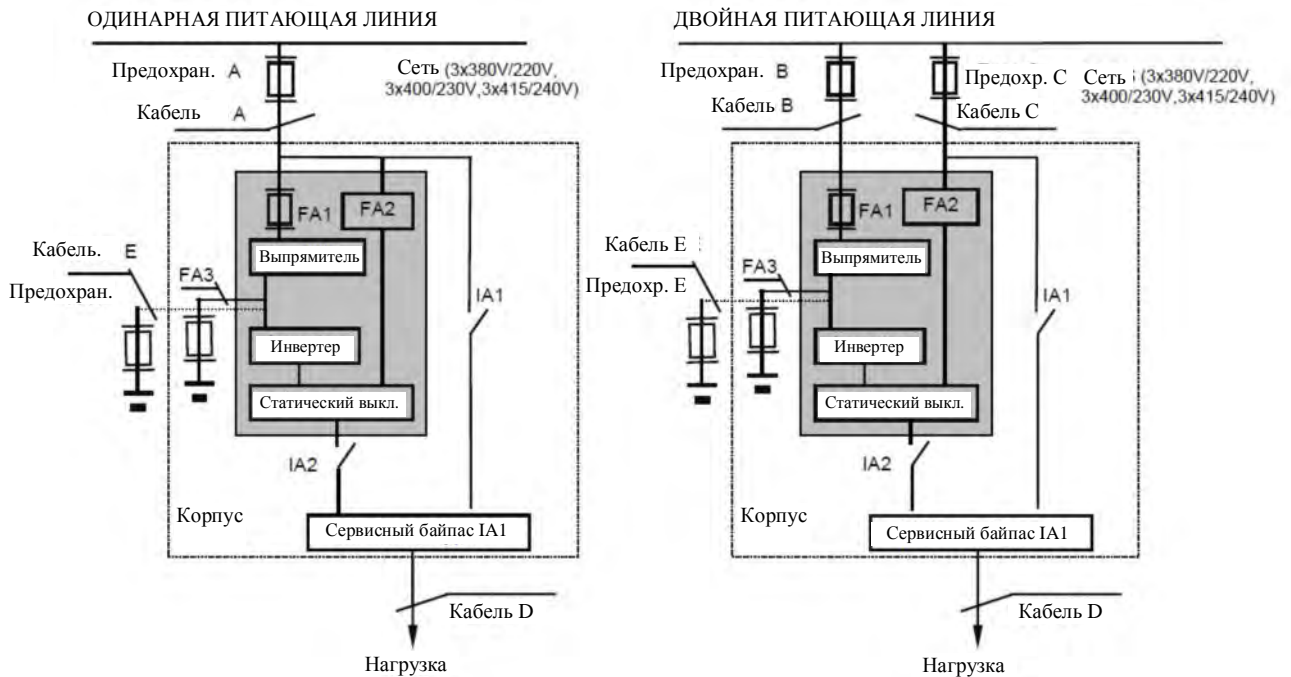 ОДИНАРНАЯ ПИТАЮЩАЯ ЛИНИЯ
Предохран. A
Сеть (3x380V/220V,
3x400/230V,3x415/240V)
Кабель A
FA1
FA2
Выпрямитель
Кабель. E
Предохран.
FA3
IA1
Инвертер
Статический выкл.
IA2
Корпус
Сервисный байпас IA1
Кабель D
Нагрузка
ДВОЙНАЯ ПИТАЮЩАЯ ЛИНИЯ
Предохран. B
Предохр. C
Сеть (3x380V/220V,
3x400/230V,3x415/240V)
Кабель B
Кабель C
FA1
FA2
Выпрямитель
Кабель E
Предохр. E
FA3
IA1
Инвертер
Статический выкл.
IA2
Корпус
Сервисный байпас IA1
Кабель D
Нагрузка